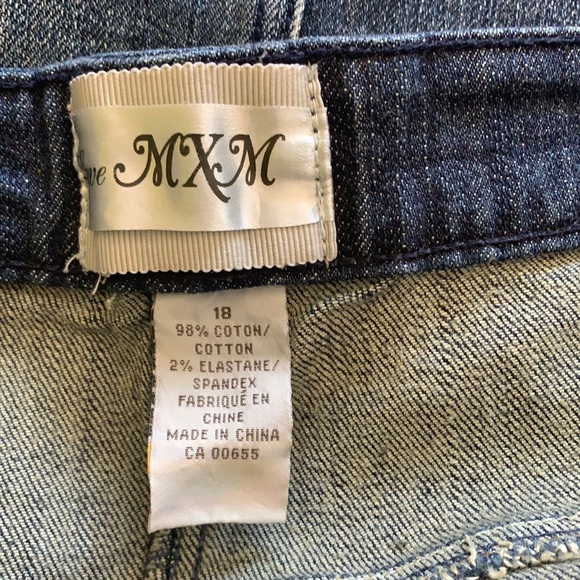 MXM
18
98% COTON/
COTTON
2% ELASTANE/
SPANDEX
FABRIQUÉ EN
CHINE
MADE IN CHINA
CA 00655